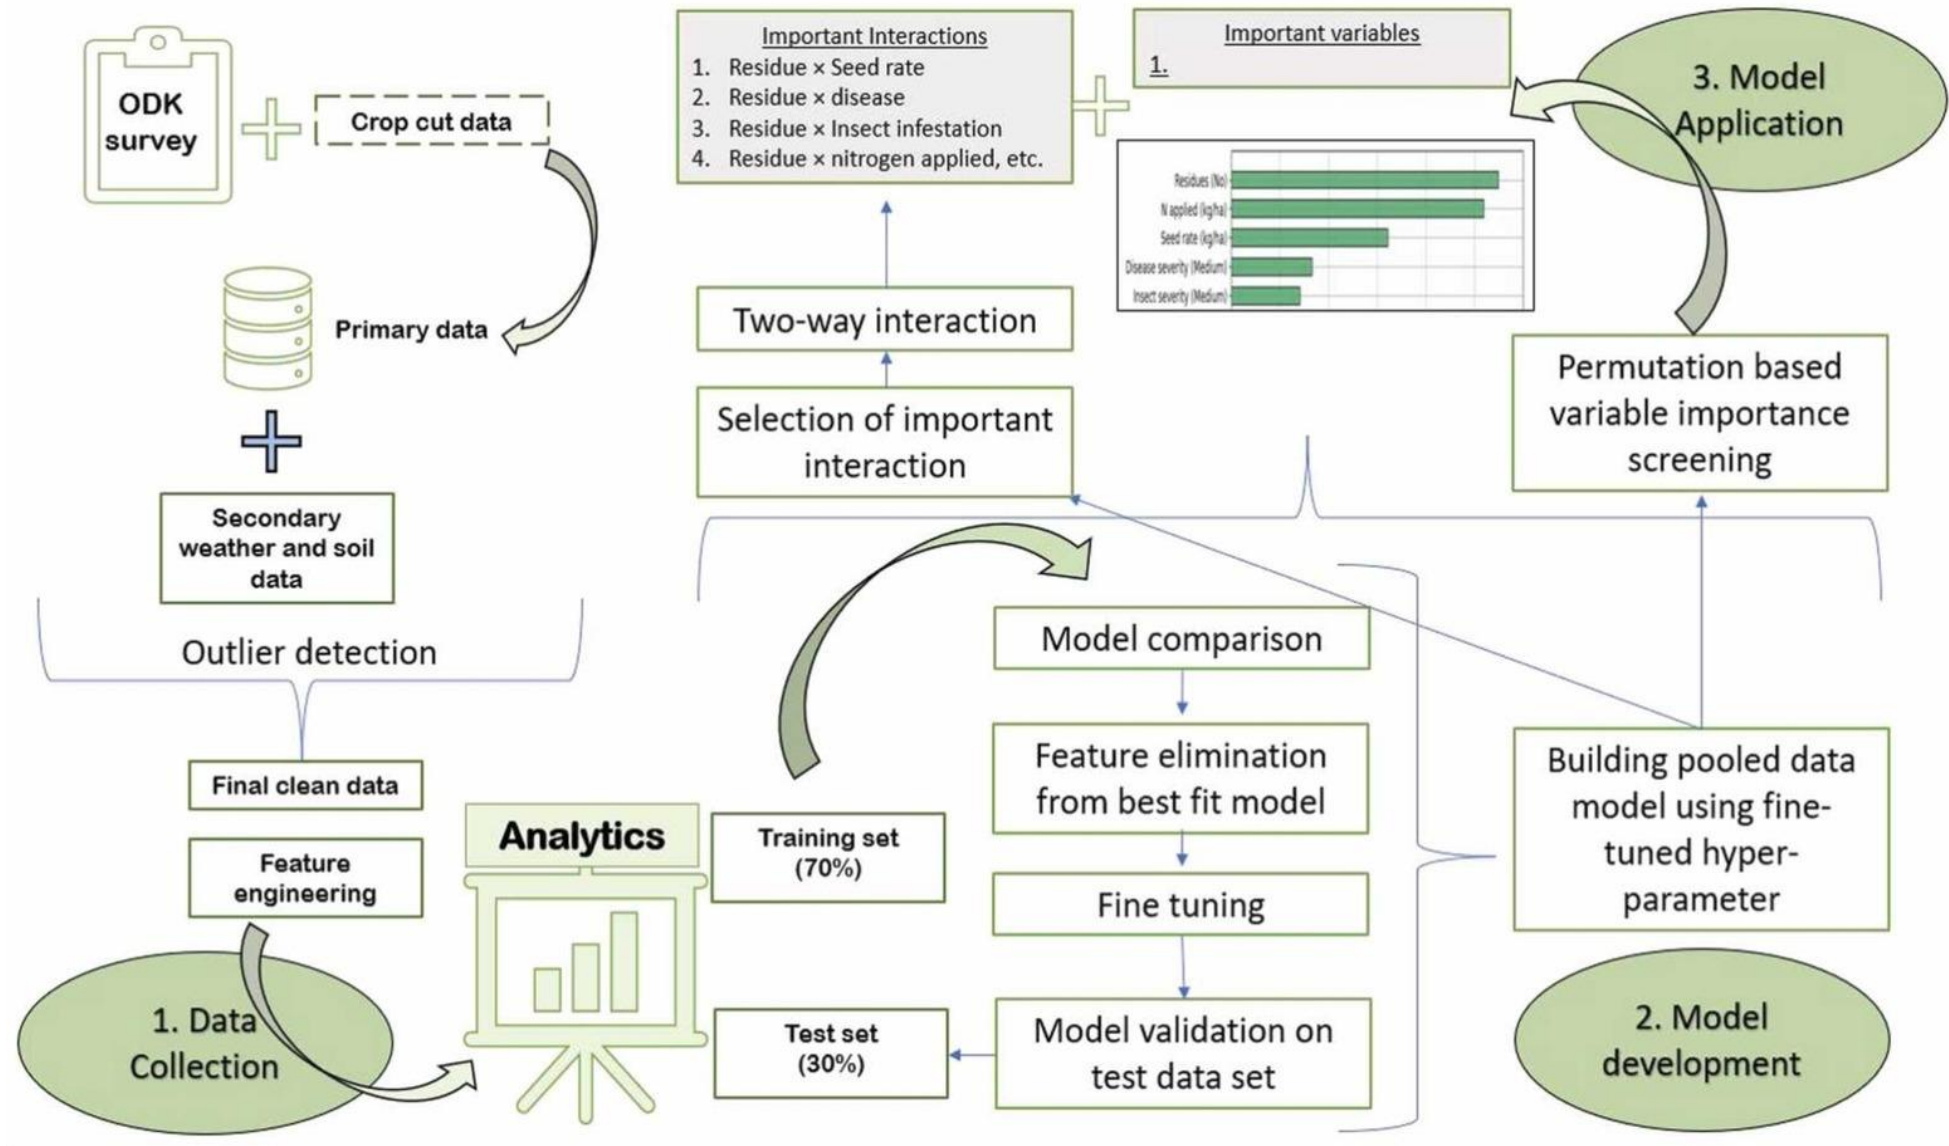 ODK
survey
Crop cut data
Primary data
Secondary
weather and soil
data
Outlier detection
Final clean data
Feature
engineering
1. Data
Collection
Analytics
Training set
(70%)
Test set
(30%)
Important Interactions
1. Residue × Seed rate
2. Residue × disease
3. Residue × Insect infestation
4. Residue × nitrogen applied, etc.
Two-way interaction
Selection of important
interaction
Important variables
1.
Residues (No)
N applied (kg/ha)
Seed rate (kg/ha)
Disease severity (Medium)
Insect severity (Medium)
3. Model
Application
Permutation based
variable importance
screening
Model comparison
Feature elimination
from best fit model
Fine tuning
Model validation on
test data set
Building pooled data
model using fine-
tuned hyper-
parameter
2. Model
development